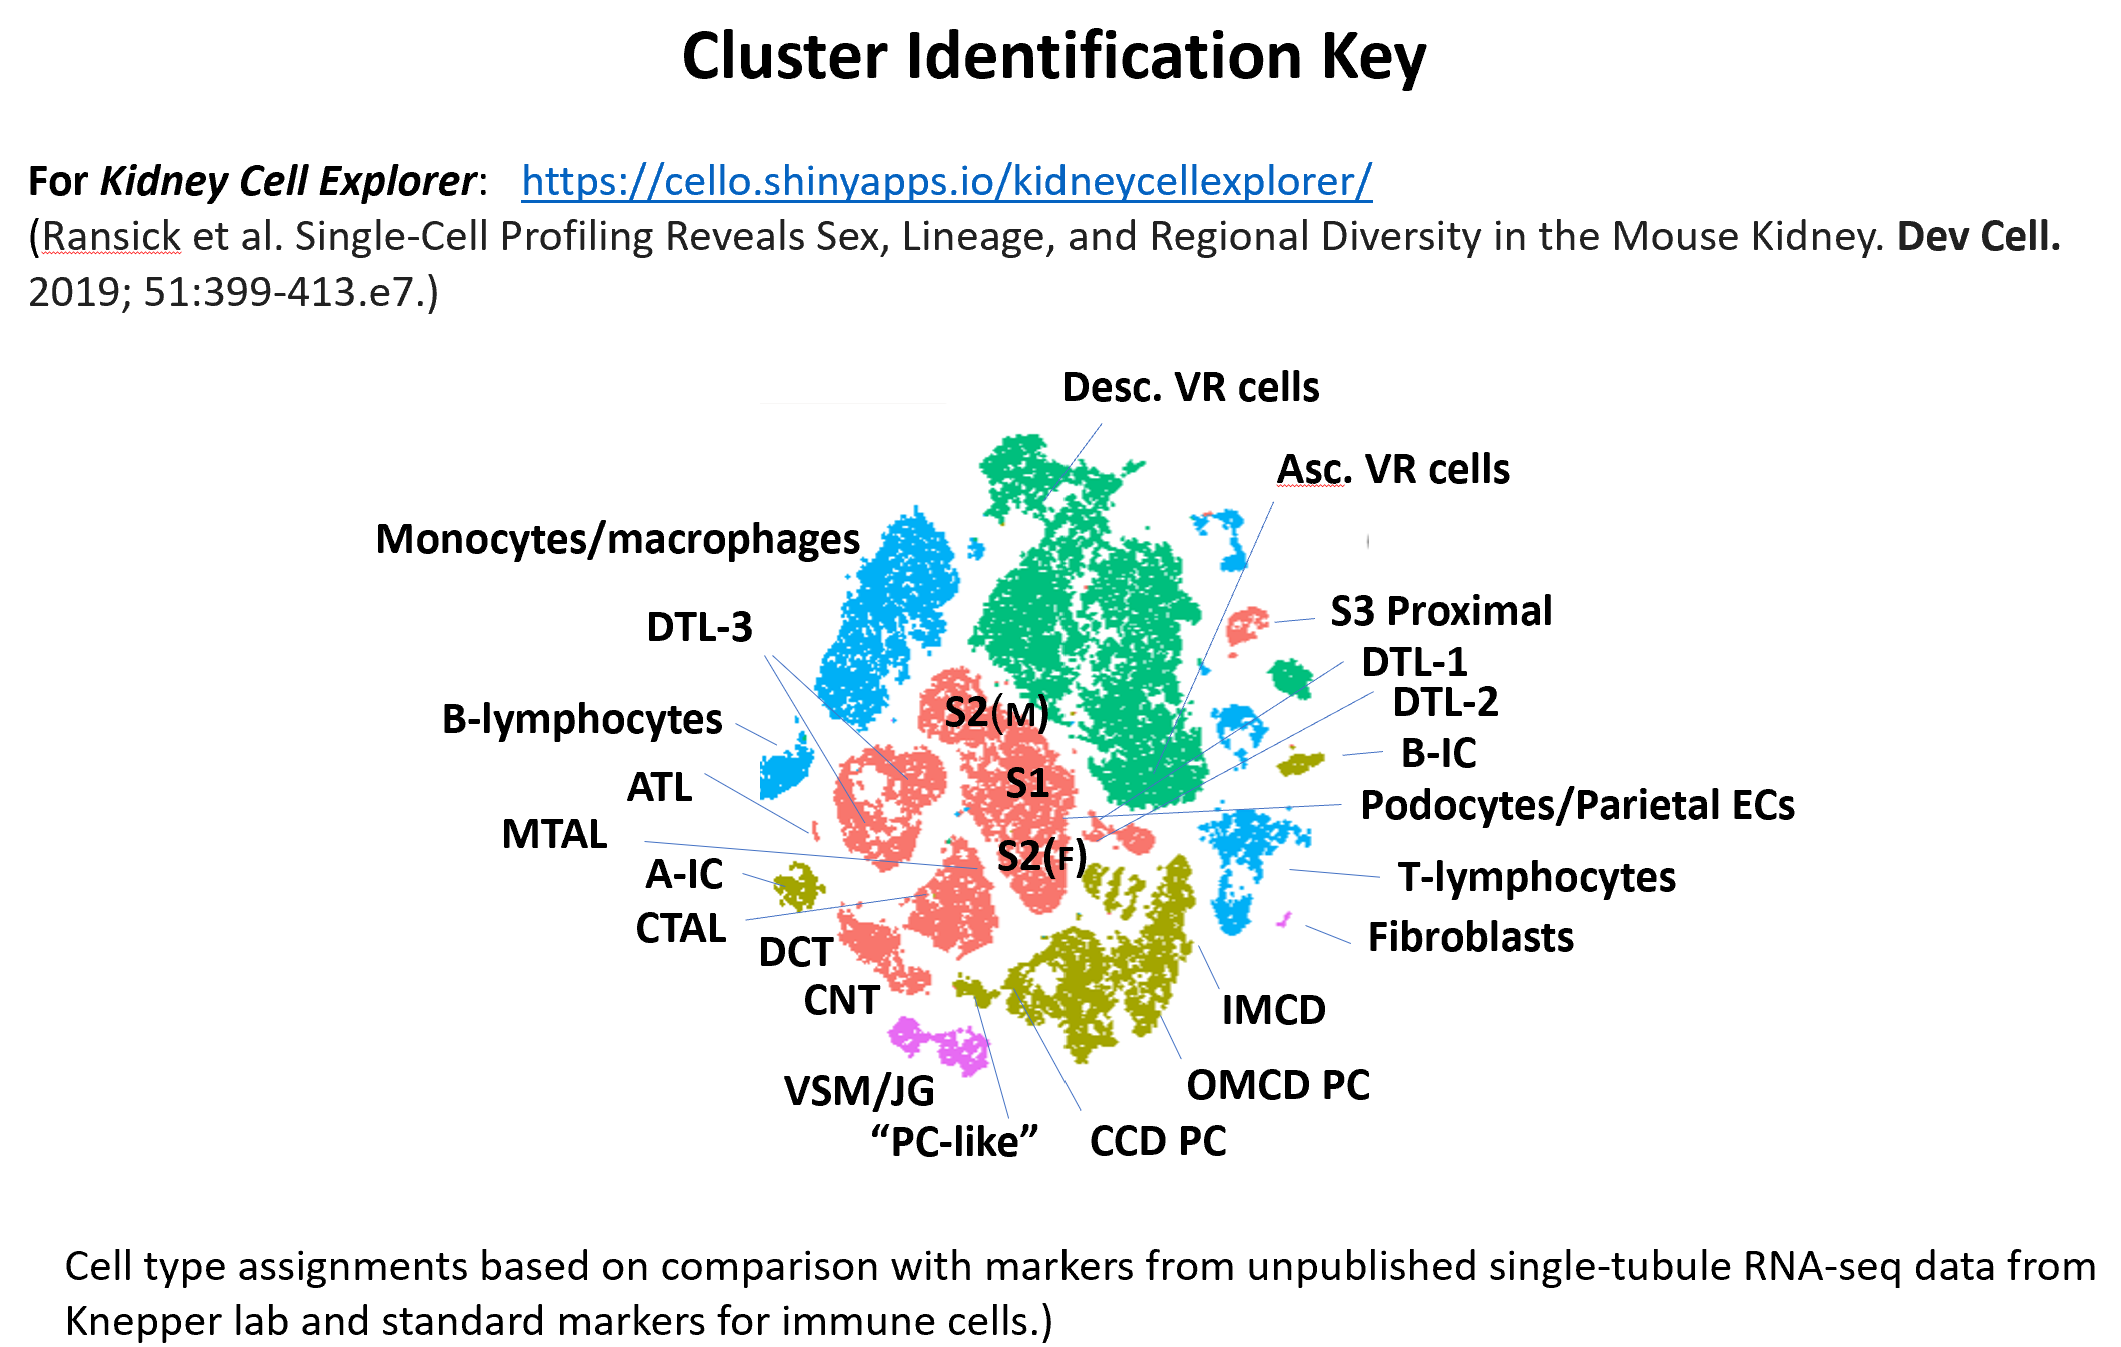 Cluster Identification Key
For Kidney Cell Explorer: https://cello.shinyapps.io/kidneycellexplorer/
(Ransick et al. Single-Cell Profiling Reveals Sex, Lineage, and Regional Diversity in the Mouse Kidney. Dev Cell.
2019; 51:399-413.e7.)
Desc. VR cells
Asc. VR cells
Monocytes/macrophages
S3 Proximal
DTL-3
DTL-1
DTL-2
S2(M)
B-lymphocytes
B-IC
S1
ATL
Podocytes/Parietal ECs
MTAL
S2(F)
A-IC
T-lymphocytes
CTAL
Fibroblasts
DCT
CNT
IMCD
VSM/JG
OMCD PC
“PC-like”
CCD PC
Cell type assignments based on comparison with markers from unpublished single-tubule RNA-seq data from
Knepper lab and standard markers for immune cells.)